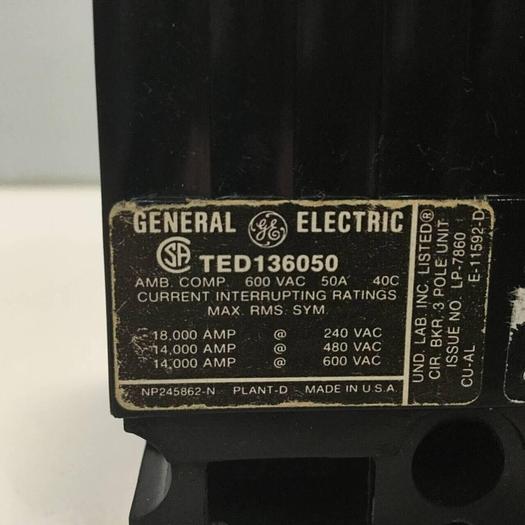 GENERAL GE ELECTRIC
SA TED136050
AMB. COMP. 600 VAC 50A 40C
CURRENT INTERRUPTING RATINGS
MAX. RMS. SYM.
18,000 AMP @ 240 VAC
14,000 AMP @ 480 VAC
14,000 AMP @ 600 VAC
NP245862-N PLANT-D MADE IN U.S.A.
UND. LAB. INC. LISTED®
CIR. BKR. 3 POLE UNIT
ISSUE NO. LP-7860
CU-AL E-11592-D